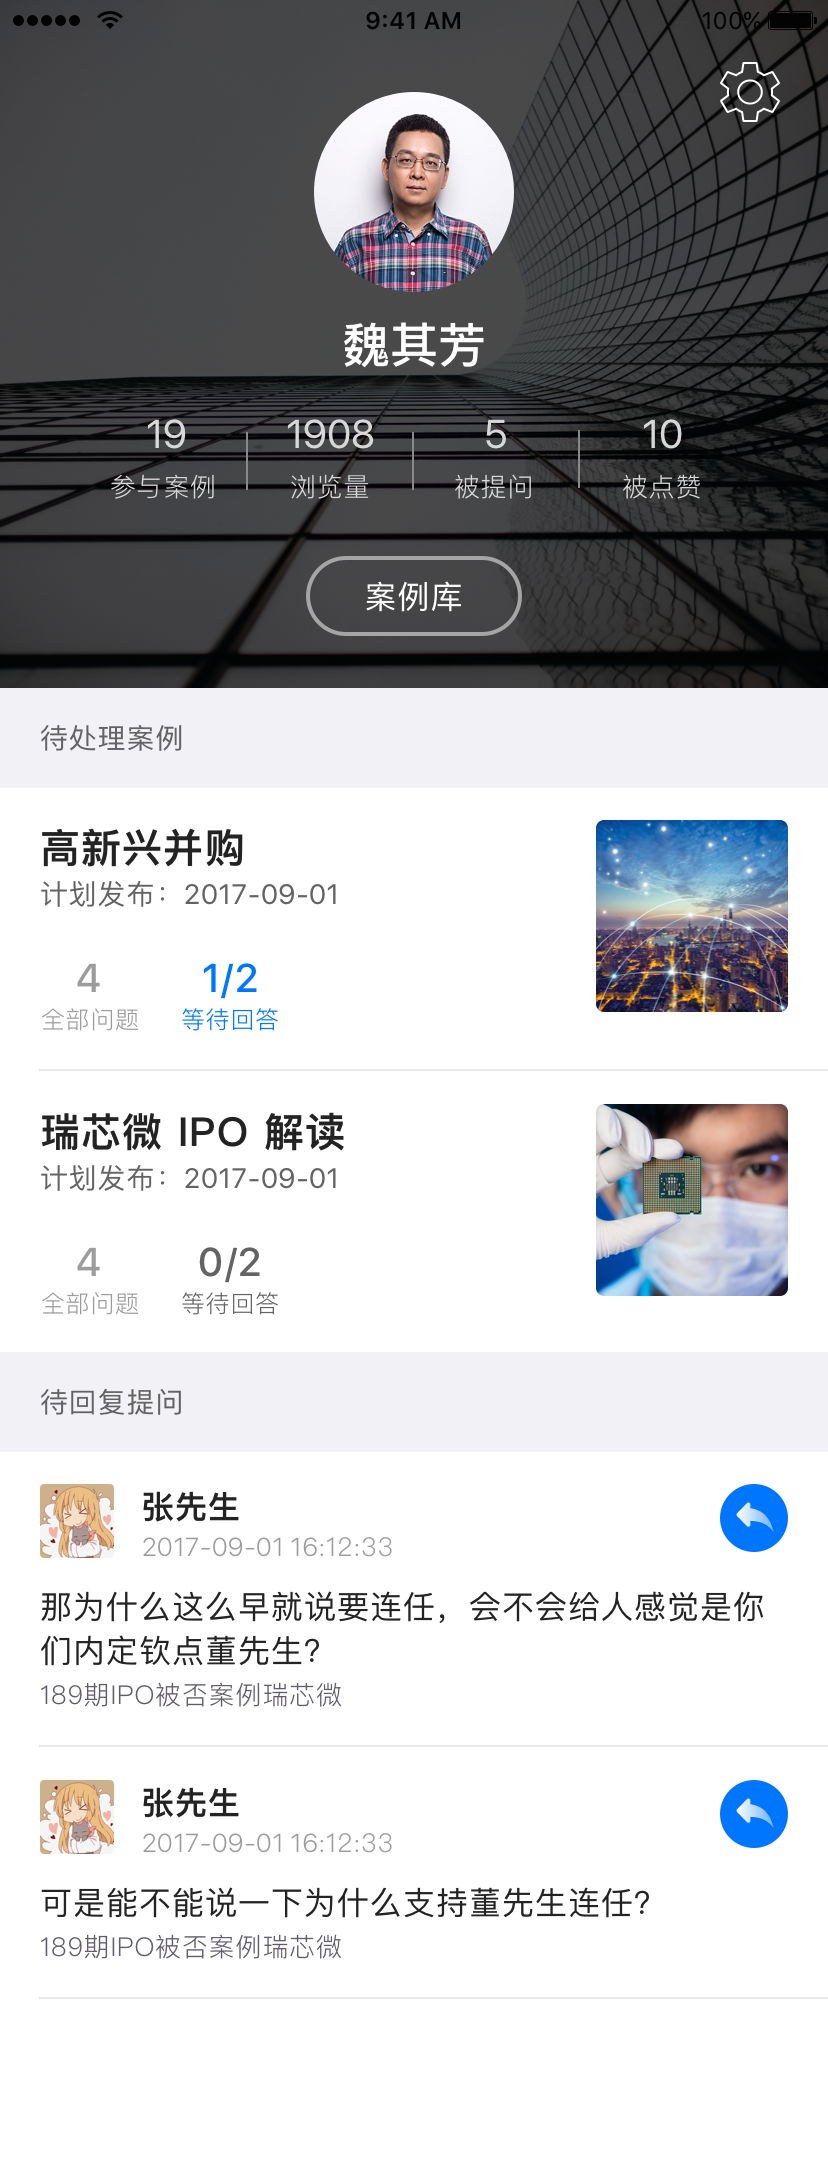 9:41 AM
100%
魏其芳
19
1908
5
10
参与案例
浏览量
被提问
被点赞
案例库
待处理案例
高新兴并购
计划发布：2017-09-01
4
1/2
全部问题
等待回答
瑞芯微 IPO 解读
计划发布：2017-09-01
4
0/2
全部问题
等待回答
待回复提问
张先生
2017-09-01 16:12:33
那为什么这么早就说要连任，会不会给人感觉是你
们内定钦点董先生？
189期IPO被否案例瑞芯微
张先生
2017-09-01 16:12:33
可是能不能说一下为什么支持董先生连任？
189期IPO被否案例瑞芯微